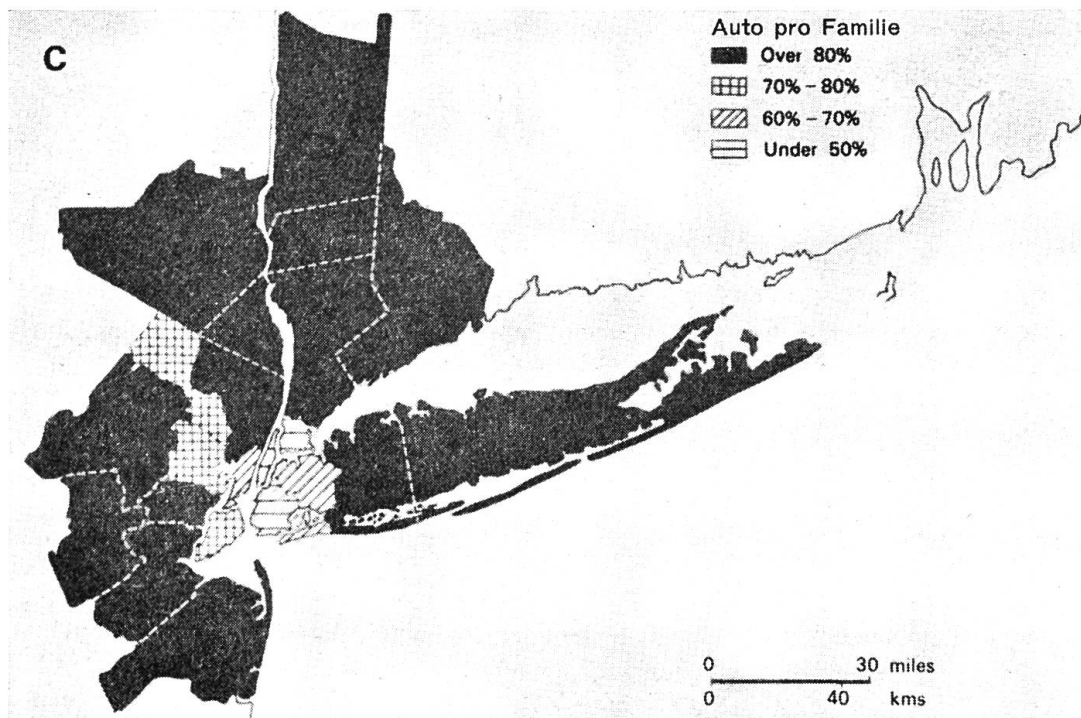 C
Auto pro Familie
Over 80%
70% – 80%
60% – 70%
Under 50%
0 30 miles
0 40 kms